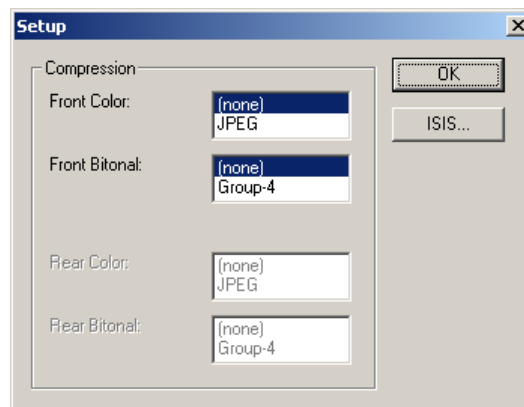 Setup
Compression
Front Color:
(none)
JPEG
Front Bitonal:
(none)
Group-4
Rear Color:
(none)
JPEG
Rear Bitonal:
(none)
Group-4
OK
ISIS...